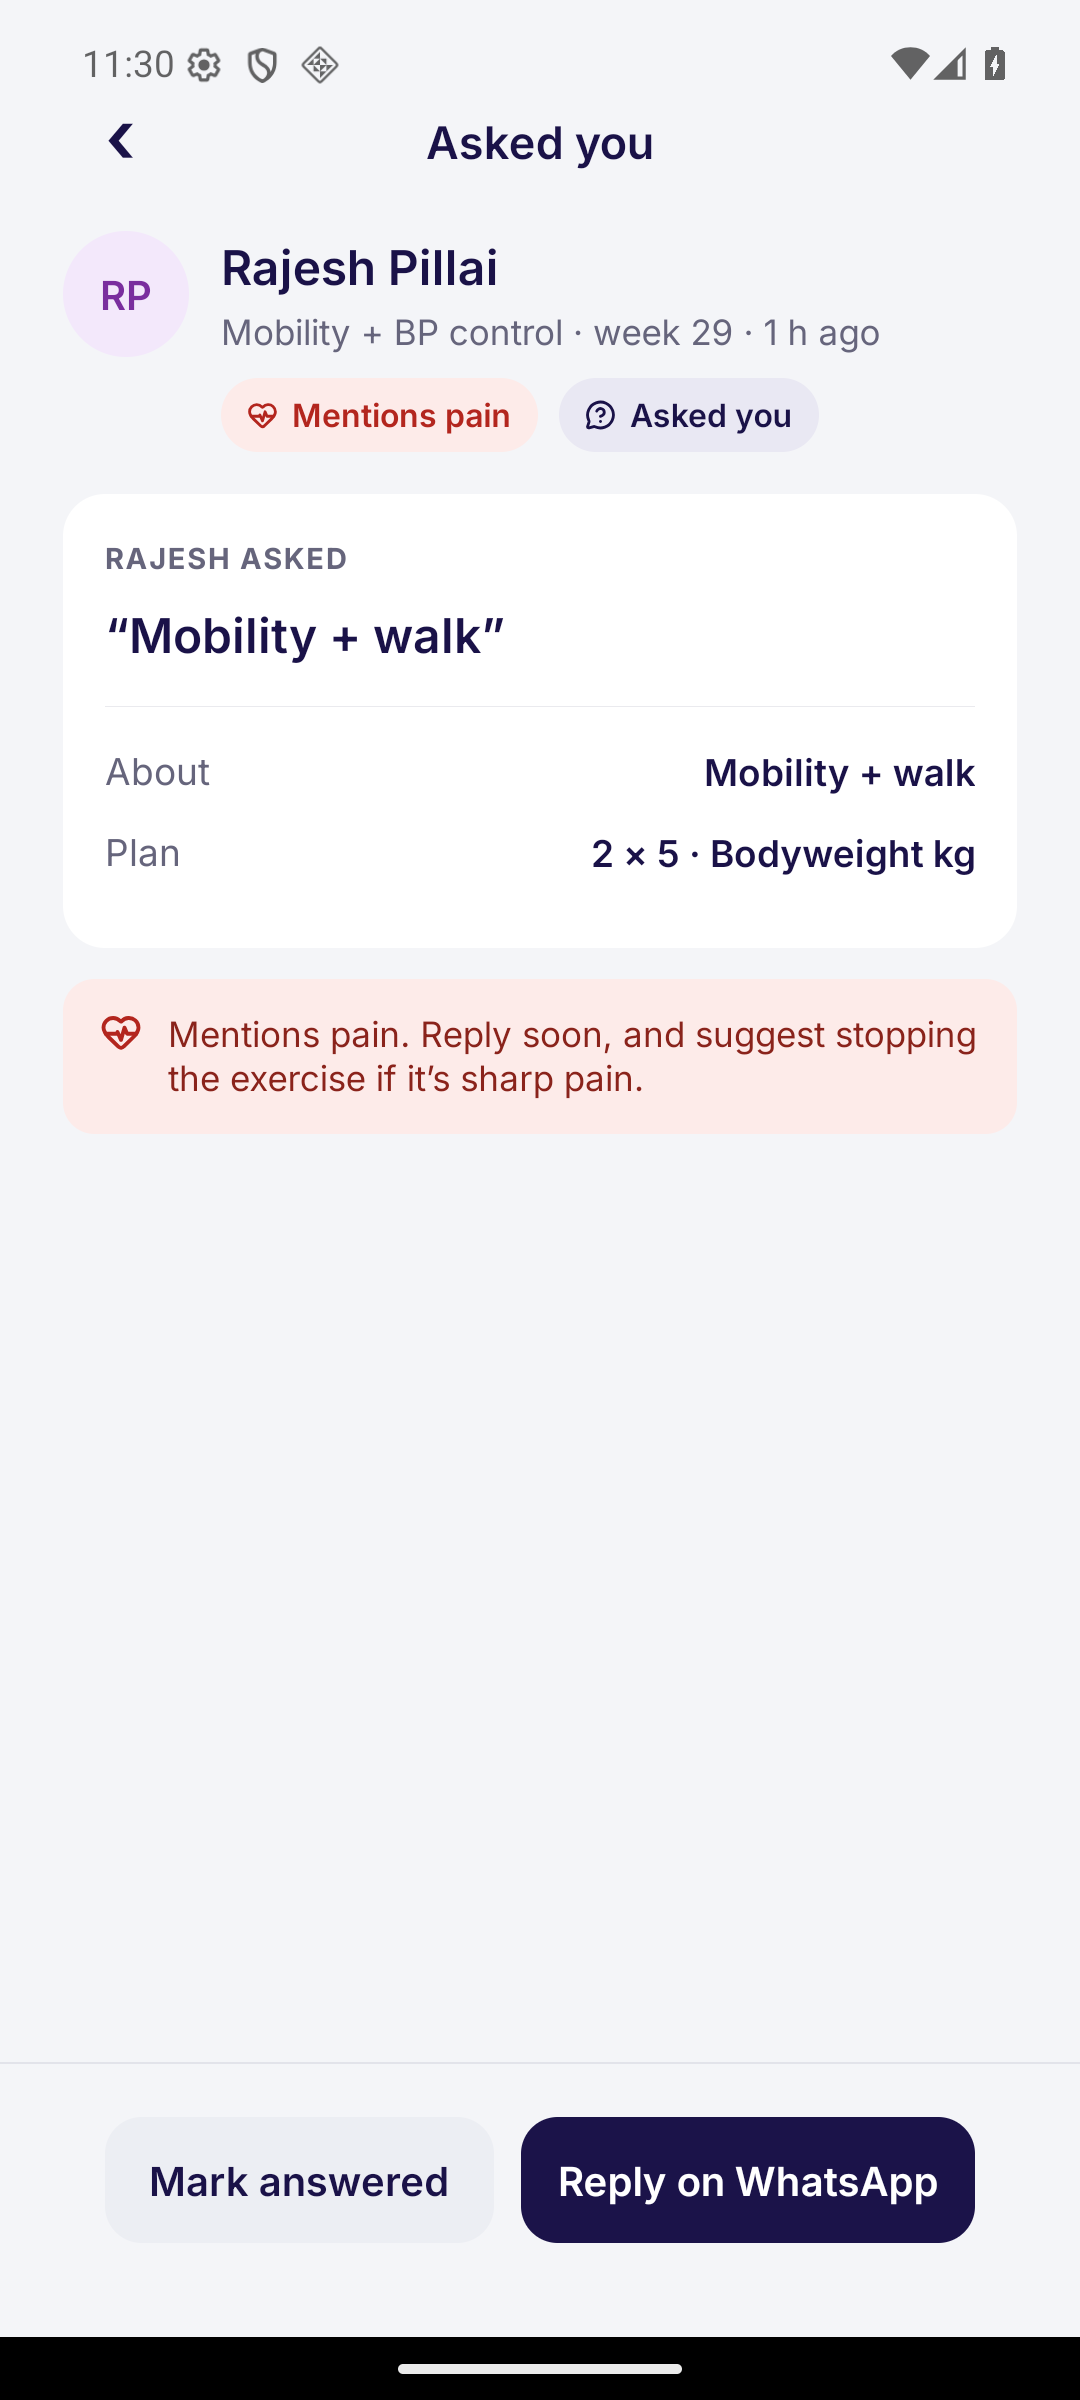 11:30
Asked you
RP
Rajesh Pillai
Mobility + BP control · week 29 · 1 h ago
Mentions pain
Asked you
RAJESH ASKED
“Mobility + walk”
About
Mobility + walk
Plan
2 × 5 · Bodyweight kg
Mentions pain. Reply soon, and suggest stopping
the exercise if it’s sharp pain.
Mark answered
Reply on WhatsApp